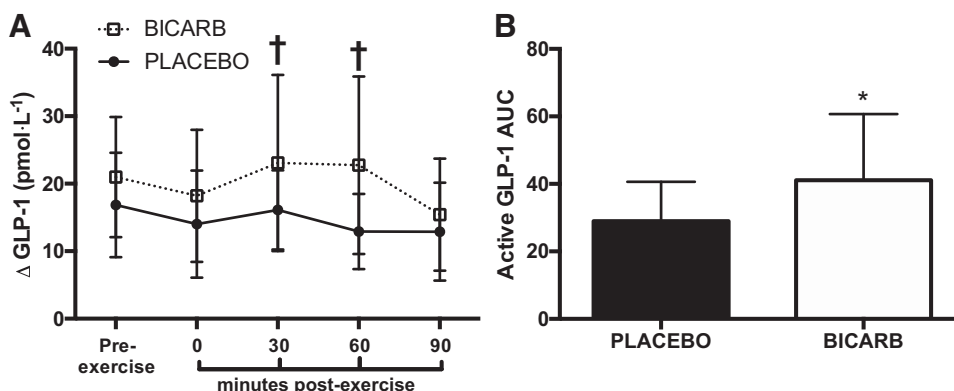 A
BICARB
PLACEBO
40
30
20
10
0
Δ GLP-1 (pmol·L⁻¹)
†
†
Pre-
exercise
0
30
60
90
minutes post-exercise
B
80
60
40
20
0
Active GLP-1 AUC
*
PLACEBO
BICARB